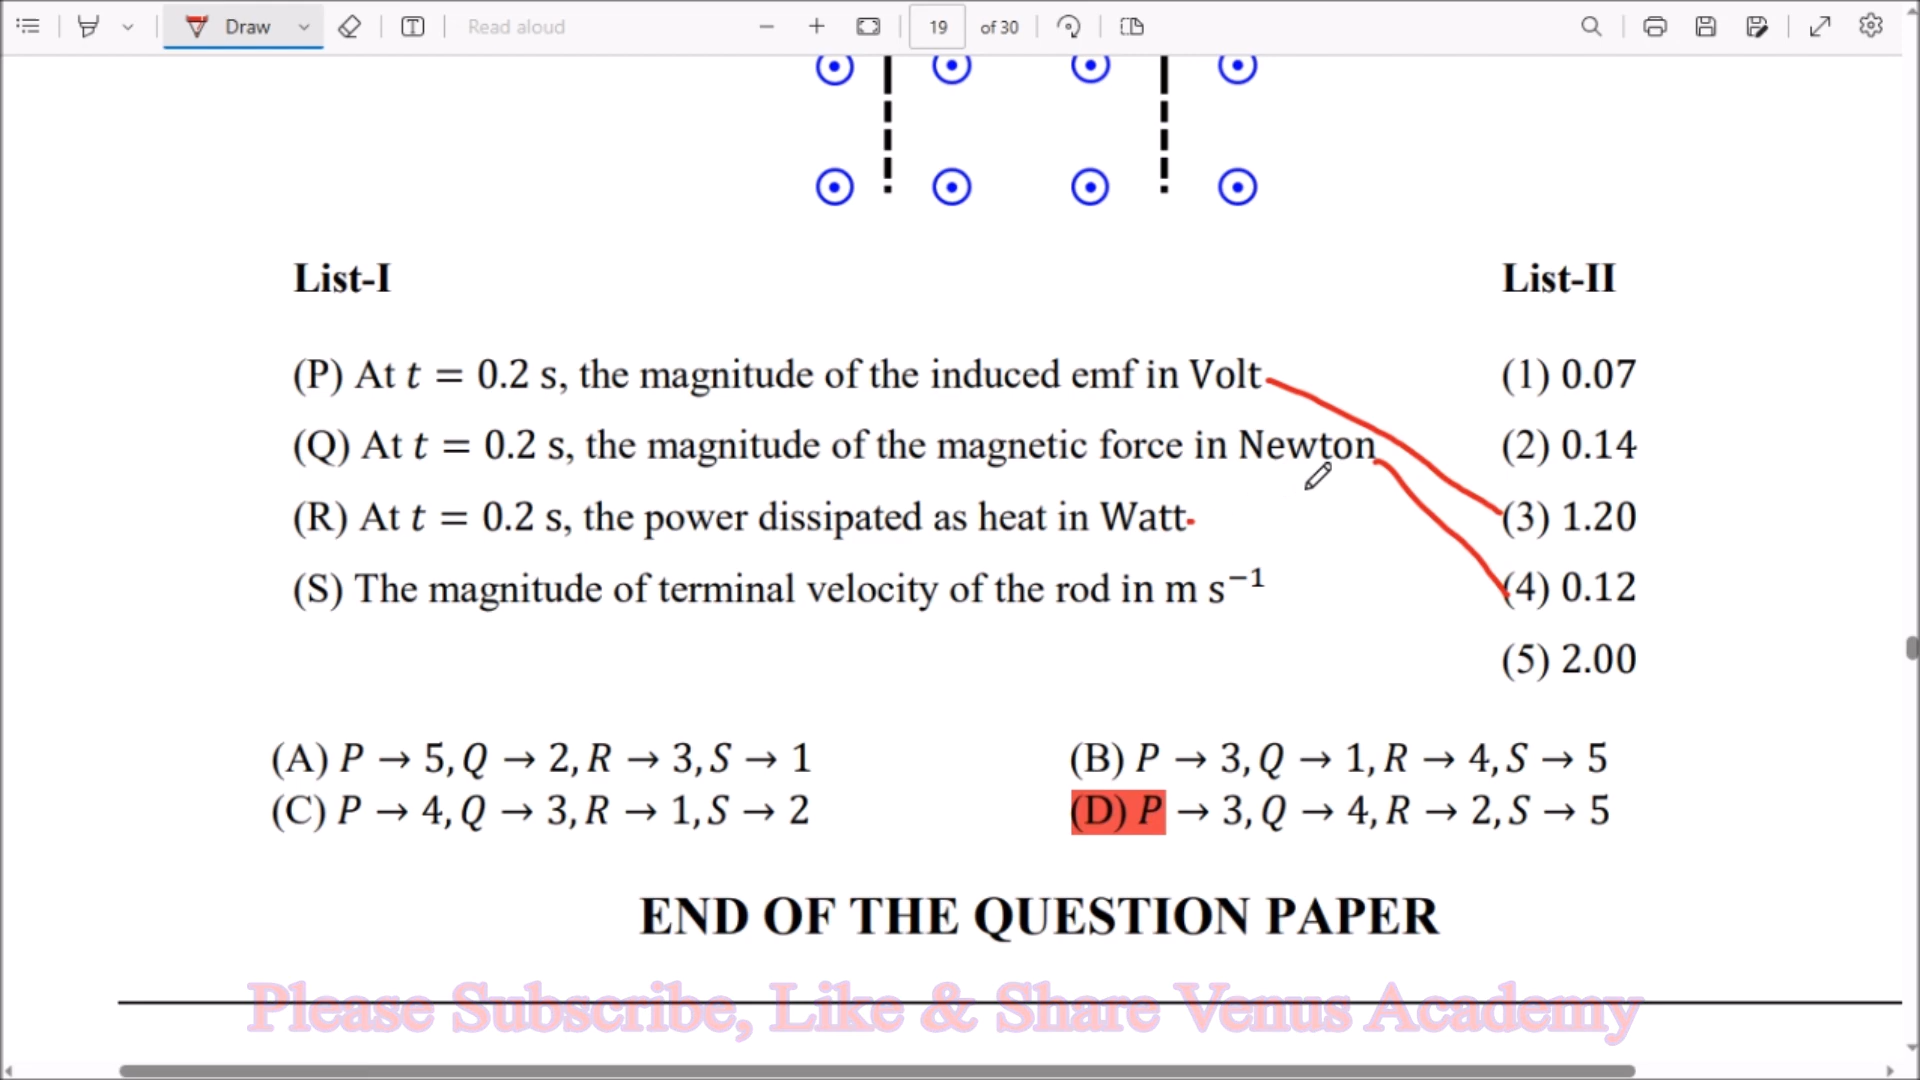 Draw
Read aloud
19 of 30
List-I List-II
(P) At t = 0.2 s, the magnitude of the induced emf in Volt (1) 0.07
(Q) At t = 0.2 s, the magnitude of the magnetic force in Newton (2) 0.14
(R) At t = 0.2 s, the power dissipated as heat in Watt (3) 1.20
(S) The magnitude of terminal velocity of the rod in m s⁻¹ (4) 0.12
(5) 2.00
(A) P → 5, Q → 2, R → 3, S → 1 (B) P → 3, Q → 1, R → 4, S → 5
(C) P → 4, Q → 3, R → 1, S → 2 (D) P → 3, Q → 4, R → 2, S → 5
END OF THE QUESTION PAPER
Please Subscribe, Like & Share Venus Academy